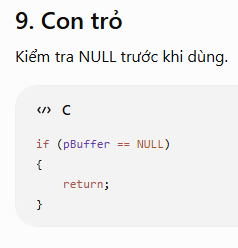 9. Con trỏ
Kiểm tra NULL trước khi dùng.
</> C
if (pBuffer == NULL)
{
    return;
}